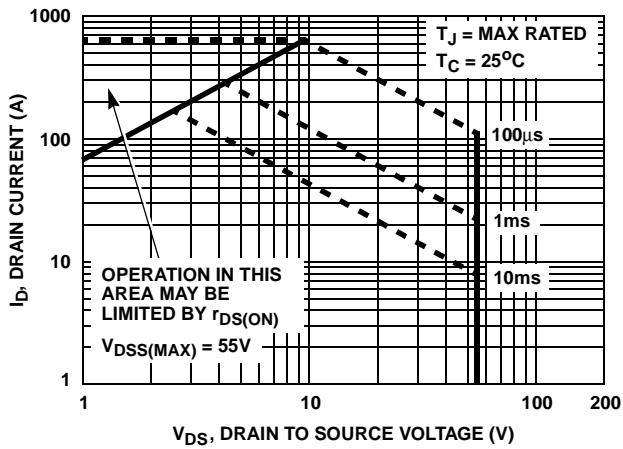 1000
100
10
1
I_D, DRAIN CURRENT (A)
T_J = MAX RATED
T_C = 25°C
100μs
1ms
10ms
OPERATION IN THIS
AREA MAY BE
LIMITED BY r_DS(ON)
V_DSS(MAX) = 55V
1
10
100
200
V_DS, DRAIN TO SOURCE VOLTAGE (V)